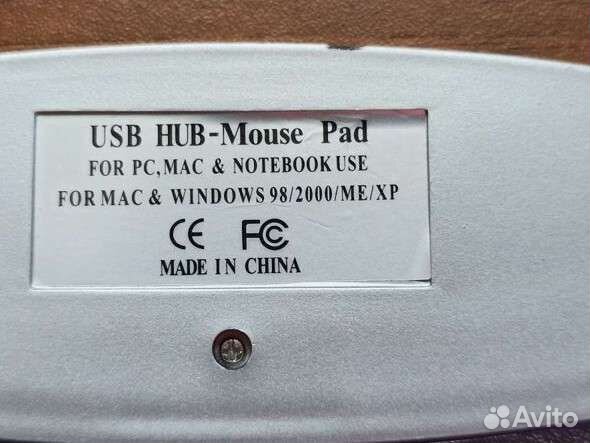 USB HUB-Mouse Pad
FOR PC, MAC & NOTEBOOK USE
FOR MAC & WINDOWS 98/2000/ME/XP
CE FC
MADE IN CHINA
Avito